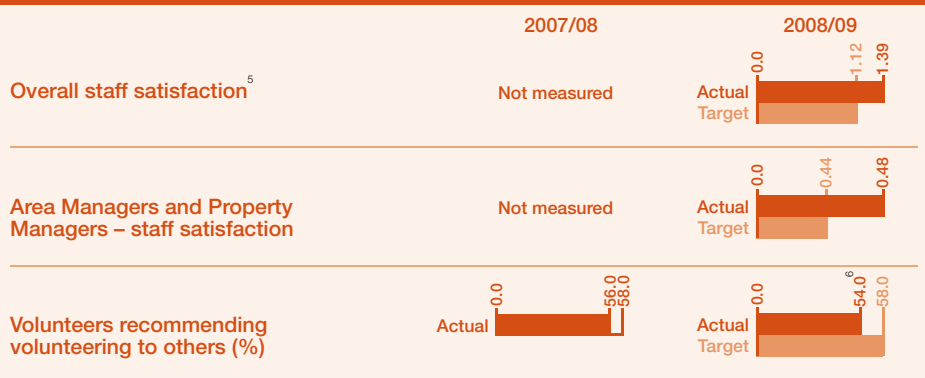 2007/08 2008/09
Overall staff satisfaction5
Not measured
0.0 1.12 1.39
Actual
Target
Area Managers and Property
Managers – staff satisfaction
Not measured
0.0 0.44 0.48
Actual
Target
Volunteers recommending
volunteering to others (%)
0.0 56.0 58.0
Actual
0.0 54.0 6 58.0
Actual
Target